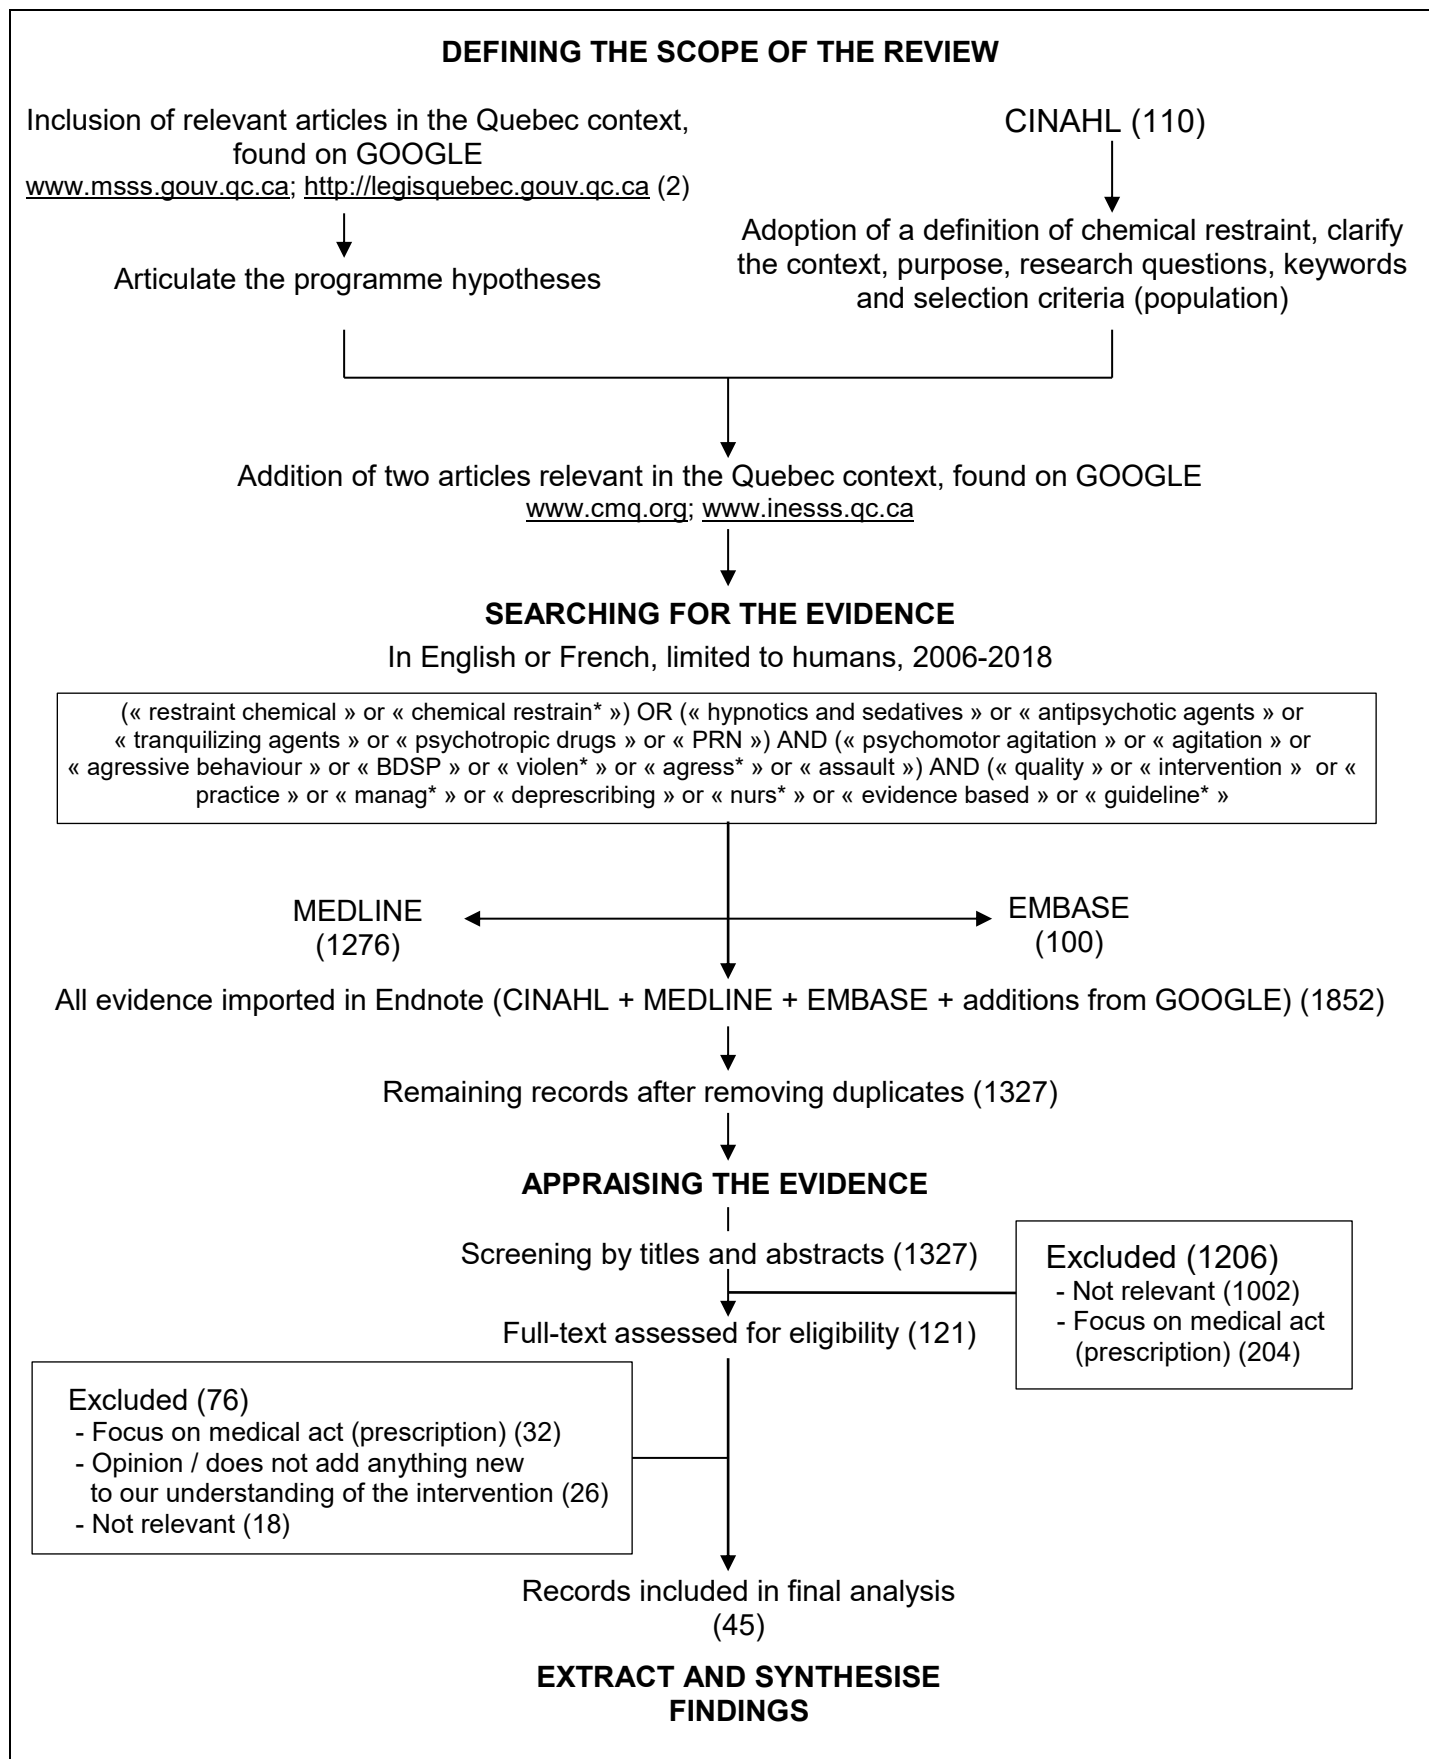 DEFINING THE SCOPE OF THE REVIEW
Inclusion of relevant articles in the Quebec context,
found on GOOGLE
www.msss.gouv.qc.ca; http://legisquebec.gouv.qc.ca (2)
Articulate the programme hypotheses
CINAHL (110)
Adoption of a definition of chemical restraint, clarify
the context, purpose, research questions, keywords
and selection criteria (population)
Addition of two articles relevant in the Quebec context, found on GOOGLE
www.cmq.org; www.inesss.qc.ca
SEARCHING FOR THE EVIDENCE
In English or French, limited to humans, 2006-2018
(« restraint chemical » or « chemical restrain* ») OR (« hypnotics and sedatives » or « antipsychotic agents » or
« tranquilizing agents » or « psychotropic drugs » or « PRN ») AND (« psychomotor agitation » or « agitation » or
« agressive behaviour » or « BDSP » or « violen* » or « agress* » or « assault ») AND (« quality » or « intervention » or «
practice » or « manag* » or « deprescribing » or « nurs* » or « evidence based » or « guideline* »
MEDLINE
(1276)
EMBASE
(100)
All evidence imported in Endnote (CINAHL + MEDLINE + EMBASE + additions from GOOGLE) (1852)
Remaining records after removing duplicates (1327)
APPRAISING THE EVIDENCE
Screening by titles and abstracts (1327)
Excluded (1206)
- Not relevant (1002)
- Focus on medical act
(prescription) (204)
Full-text assessed for eligibility (121)
Excluded (76)
- Focus on medical act (prescription) (32)
- Opinion / does not add anything new
to our understanding of the intervention (26)
- Not relevant (18)
Records included in final analysis
(45)
EXTRACT AND SYNTHESISE
FINDINGS